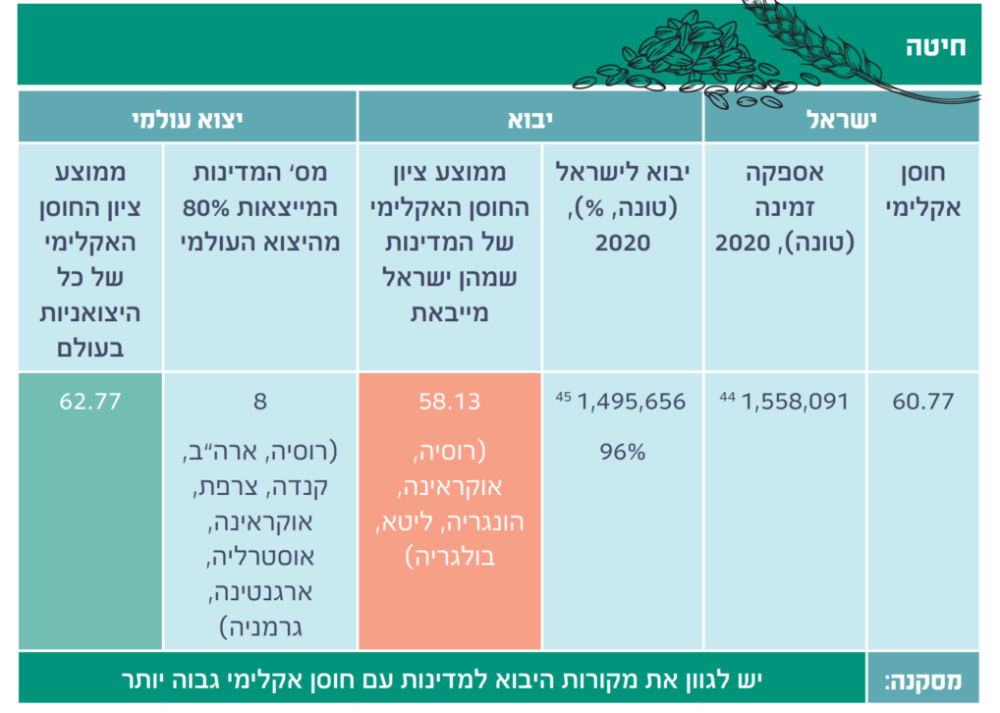 חיטה
ישראל
יבוא
יצוא עולמי
חוסן
אקלימי
אספקה
זמינה
(טונה), 2020
יבוא לישראל
(טונה, %),
2020
ממוצע ציון
החוסן האקלימי
של המדינות
שמהן ישראל
מייבאת
מס' המדינות
המייצאות 80%
מהיצוא העולמי
ממוצע
ציון החוסן
האקלימי
של כל
היצואניות
בעולם
60.77
1,558,091 44
1,495,656 45
96%
58.13
(רוסיה,
אוקראינה,
הונגריה, ליטא,
בולגריה)
8
(רוסיה, ארה"ב,
קנדה, צרפת,
אוקראינה,
אוסטרליה,
ארגנטינה,
גרמניה)
62.77
מסקנה:
יש לגוון את מקורות היבוא למדינות עם חוסן אקלימי גבוה יותר